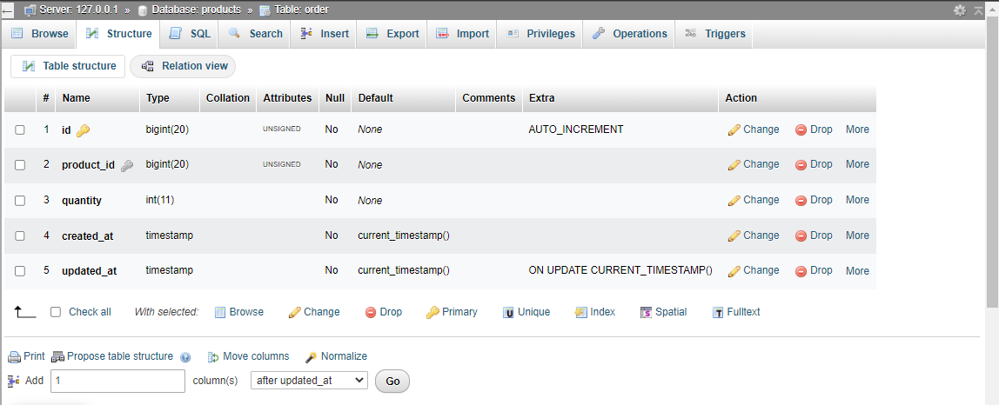 Server: 127.0.0.1 » Database: products » Table: order
Browse Structure SQL Search Insert Export Import Privileges Operations Triggers
Table structure Relation view
# Name Type Collation Attributes Null Default Comments Extra Action
1 id bigint(20) UNSIGNED No None AUTO_INCREMENT Change Drop More
2 product_id bigint(20) UNSIGNED No None Change Drop More
3 quantity int(11) No None Change Drop More
4 created_at timestamp No current_timestamp() Change Drop More
5 updated_at timestamp No current_timestamp() ON UPDATE CURRENT_TIMESTAMP() Change Drop More
Check all With selected: Browse Change Drop Primary Unique Index Spatial Fulltext
Print Propose table structure Move columns Normalize
Add 1 column(s) after updated_at Go